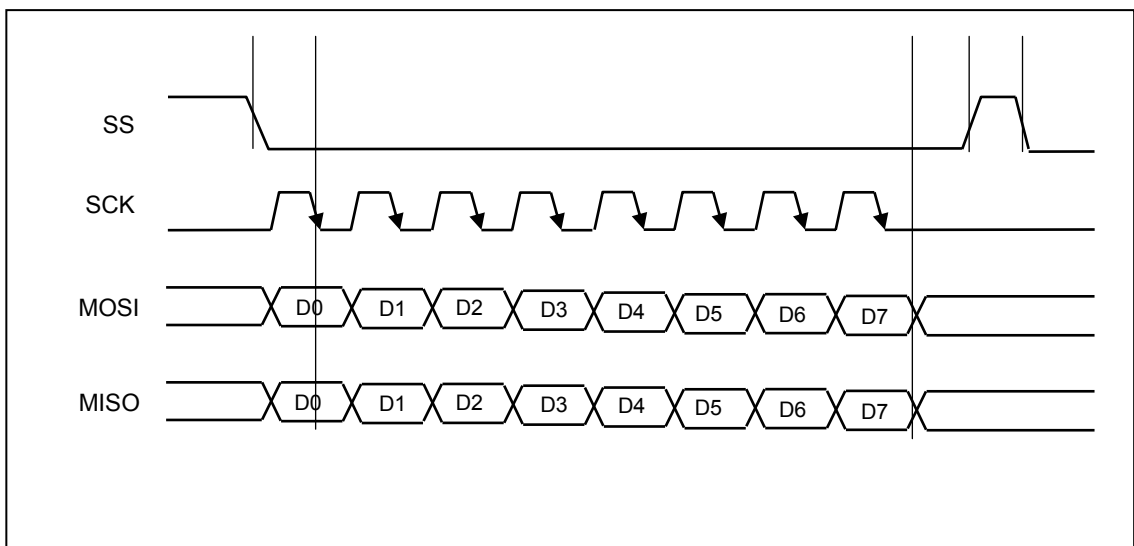 SS
SCK
MOSI D0 D1 D2 D3 D4 D5 D6 D7
MISO D0 D1 D2 D3 D4 D5 D6 D7